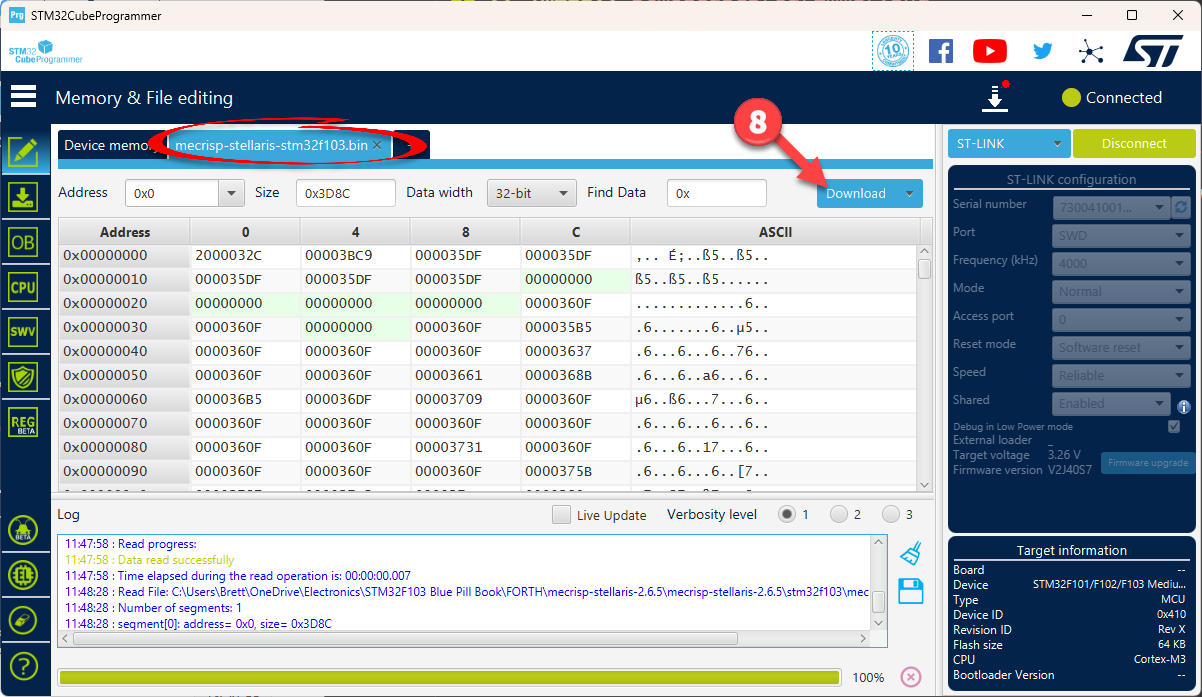 Prg STM32CubeProgrammer
STM32
CubeProgrammer
10
Memory & File editing
Connected
8
Device memory mecrisp-stellaris-stm32f103.bin ×
ST-LINK Disconnect
Address 0x0 Size 0x3D8C Data width 32-bit Find Data 0x Download
ST-LINK configuration
Serial number 730041001...
Port SWD
Frequency (kHz) 4000
Mode Normal
Access port 0
Reset mode Software reset
Speed Reliable
Shared Enabled
Debug in Low Power mode
External loader _
Target voltage 3.26 V
Firmware version V2J40S7 Firmware upgrade
Address 0 4 8 C ASCII
0x00000000 2000032C 00003BC9 000035DF 000035DF ,.. É;..ß5..ß5..
0x00000010 000035DF 000035DF 000035DF 00000000 ß5..ß5..ß5......
0x00000020 00000000 00000000 00000000 0000360F .............6..
0x00000030 0000360F 00000000 0000360F 000035B5 .6.......6..µ5..
0x00000040 0000360F 0000360F 0000360F 00003637 .6...6...6..76..
0x00000050 0000360F 0000360F 00003661 0000368B .6...6..a6...6..
0x00000060 000036B5 000036DF 00003709 0000360F µ6..ß6...7...6..
0x00000070 0000360F 0000360F 0000360F 0000360F .6...6...6...6..
0x00000080 0000360F 0000360F 00003731 0000360F .6...6..17...6..
0x00000090 0000360F 0000360F 0000360F 0000375B .6...6...6..[7..
OB
CPU
SWV
REG
BETA
BETA
EL
?
Log Live Update Verbosity level 1 2 3
11:47:58 : Read progress:
11:47:58 : Data read successfully
11:47:58 : Time elapsed during the read operation is: 00:00:00.007
11:48:28 : Read File: C:\Users\Brett\OneDrive\Electronics\STM32F103 Blue Pill Book\FORTH\mecrisp-stellaris-2.6.5\mecrisp-stellaris-2.6.5\stm32f103\mec
11:48:28 : Number of segments: 1
11:48:28 : segment[0]: address= 0x0, size= 0x3D8C
100%
Target information
Board --
Device STM32F101/F102/F103 Mediu...
Type MCU
Device ID 0x410
Revision ID Rev X
Flash size 64 KB
CPU Cortex-M3
Bootloader Version --